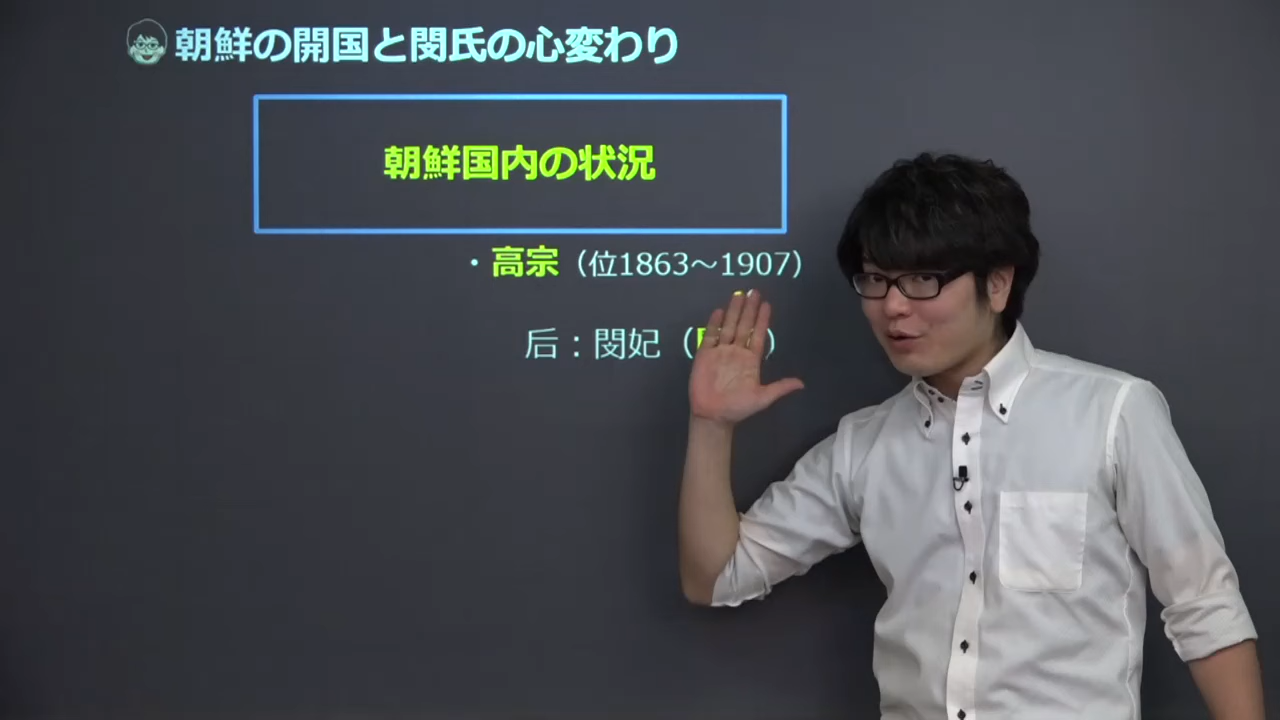 朝鮮の開国と閔氏の心変わり
朝鮮国内の状況
・高宗（位1863～1907）
后：閔妃（ ）